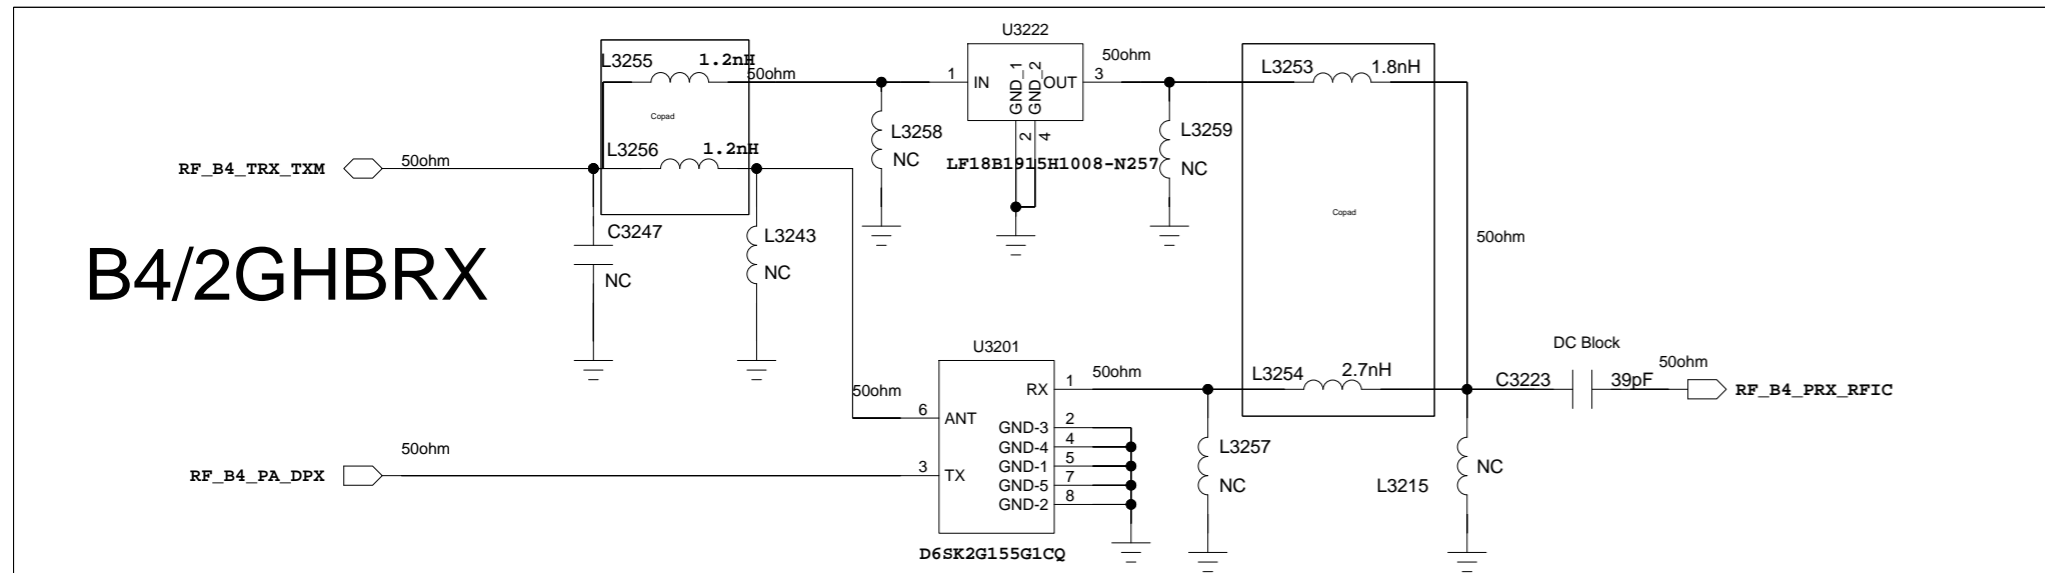 U3222
L3255
1.2nH
50ohm
1
IN
GND_1
GND_2
OUT
3
50ohm
L3253
1.8nH
Copad
L3256
1.2nH
L3258
NC
2
4
L3259
NC
LF18B1915H1008-N257
RF_B4_TRX_TXM
50ohm
Copad
C3247
NC
L3243
NC
50ohm
B4/2GHBRX
U3201
DC Block
50ohm
6
ANT
RX
1
50ohm
L3254
2.7nH
C3223
39pF
50ohm
RF_B4_PRX_RFIC
GND-3
2
GND-4
4
GND-1
5
GND-5
7
GND-2
8
L3257
NC
NC
L3215
RF_B4_PA_DPX
50ohm
3
TX
D6SK2G155G1CQ